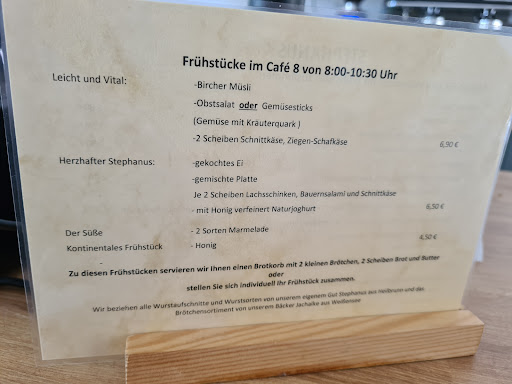 Frühstücke im Café 8 von 8:00-10:30 Uhr
Leicht und Vital:
-Bircher Müsli
-Obstsalat oder Gemüsesticks
(Gemüse mit Kräuterquark )
-2 Scheiben Schnittkäse, Ziegen-Schafkäse 6,90 €
Herzhafter Stephanus: -gekochtes Ei
-gemischte Platte
Je 2 Scheiben Lachsschinken, Bauernsalami und Schnittkäse
- mit Honig verfeinert Naturjoghurt 6,50 €
Der Süße - 2 Sorten Marmelade
Kontinentales Frühstück - Honig 4,50 €
-
Zu diesen Frühstücken servieren wir Ihnen einen Brotkorb mit 2 kleinen Brötchen, 2 Scheiben Brot und Butter
oder
stellen Sie sich individuell Ihr Frühstück zusammen.
Wir beziehen alle Wurstaufschnitte und Wurstsorten von unserem eigenem Gut Stephanus aus Heilbrunn und das
Brötchensortiment von unserem Bäcker Jachalke aus Weißensee